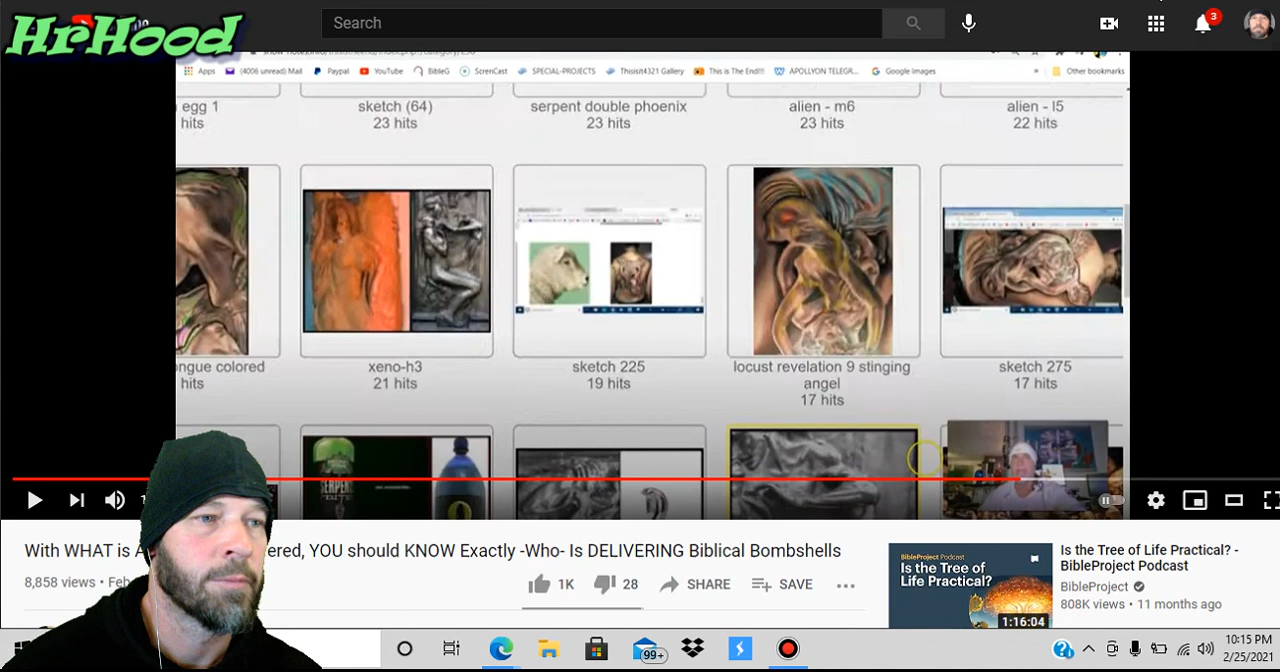 HrHood
Search
3
Apps (4006 unread) Mail Paypal YouTube BibleG ScrenCast SPECIAL-PROJECTS Thisisit4321 Gallery This is The End!!! APOLLYON TELEGR... Google Images » Other bookmarks
egg 1
hits
sketch (64)
23 hits
serpent double phoenix
23 hits
alien - m6
23 hits
alien - l5
22 hits
colored
hits
xeno-h3
21 hits
sketch 225
19 hits
locust revelation 9 stinging
angel
17 hits
sketch 275
17 hits
With WHAT is A ered, YOU should KNOW Exactly -Who- Is DELIVERING Biblical Bombshells
8,858 views • Feb
1K 28 SHARE SAVE
BibleProject Podcast
Is the Tree of
Life Practical?
1:16:04
Is the Tree of Life Practical? -
BibleProject Podcast
BibleProject
808K views • 11 months ago
99+
10:15 PM
2/25/2021